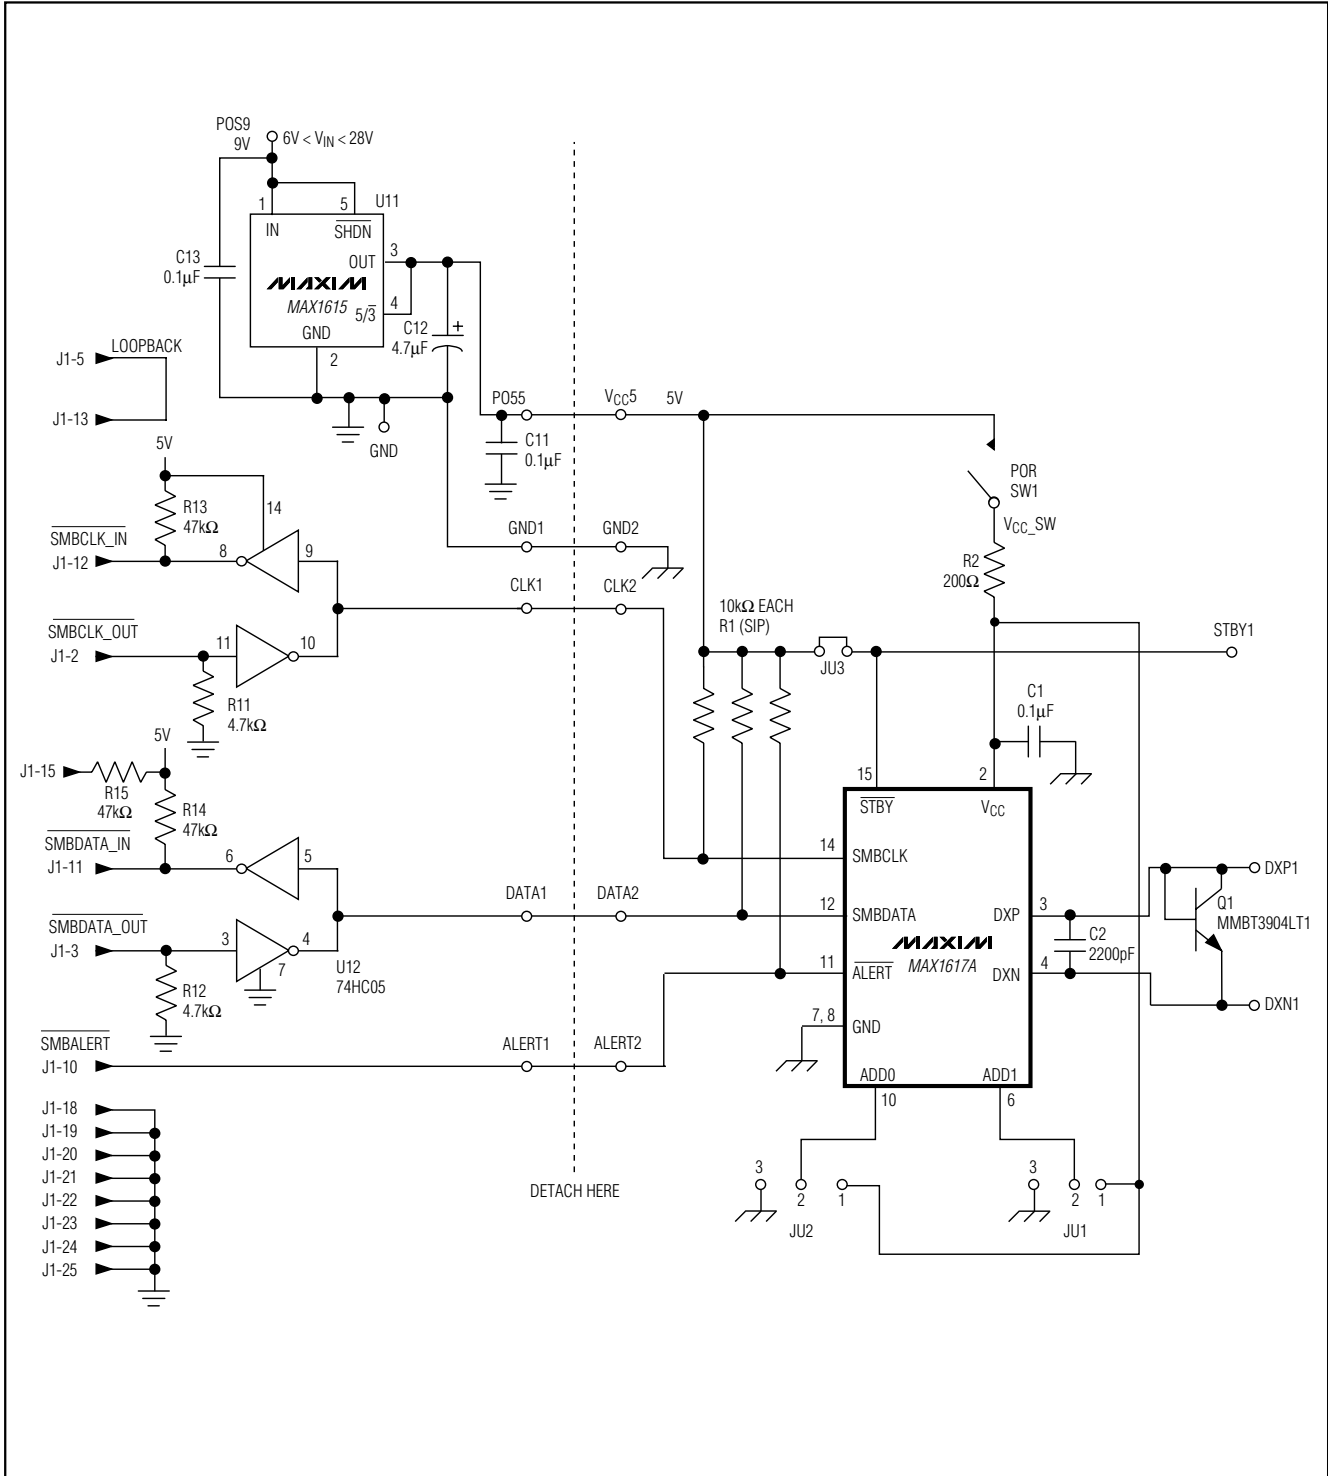 POS9
9V
6V < VIN < 28V
1
5
U11
IN
SHDN
C13
0.1µF
OUT
3
MAXIM
MAX1615
5/3
4
GND
2
C12
4.7µF
+
J1-5
LOOPBACK
J1-13
GND
PO55
VCC5
5V
C11
0.1µF
5V
R13
47kΩ
14
SMBCLK_IN
J1-12
8
9
GND1
GND2
CLK1
CLK2
SMBCLK_OUT
J1-2
11
10
R11
4.7kΩ
POR
SW1
VCC_SW
R2
200Ω
10kΩ EACH
R1 (SIP)
JU3
STBY1
C1
0.1µF
5V
J1-15
R15
47kΩ
R14
47kΩ
SMBDATA_IN
J1-11
6
5
15
2
STBY
VCC
14
SMBCLK
DATA1
DATA2
12
SMBDATA
DXP
3
MAXIM
MAX1617A
C2
2200pF
DXP1
Q1
MMBT3904LT1
SMBDATA_OUT
J1-3
3
4
7
U12
74HC05
R12
4.7kΩ
11
ALERT
DXN
4
DXN1
7, 8
GND
SMBALERT
J1-10
ALERT1
ALERT2
ADD0
ADD1
10
6
J1-18
J1-19
J1-20
J1-21
J1-22
J1-23
J1-24
J1-25
DETACH HERE
3
2
1
JU2
3
2
1
JU1